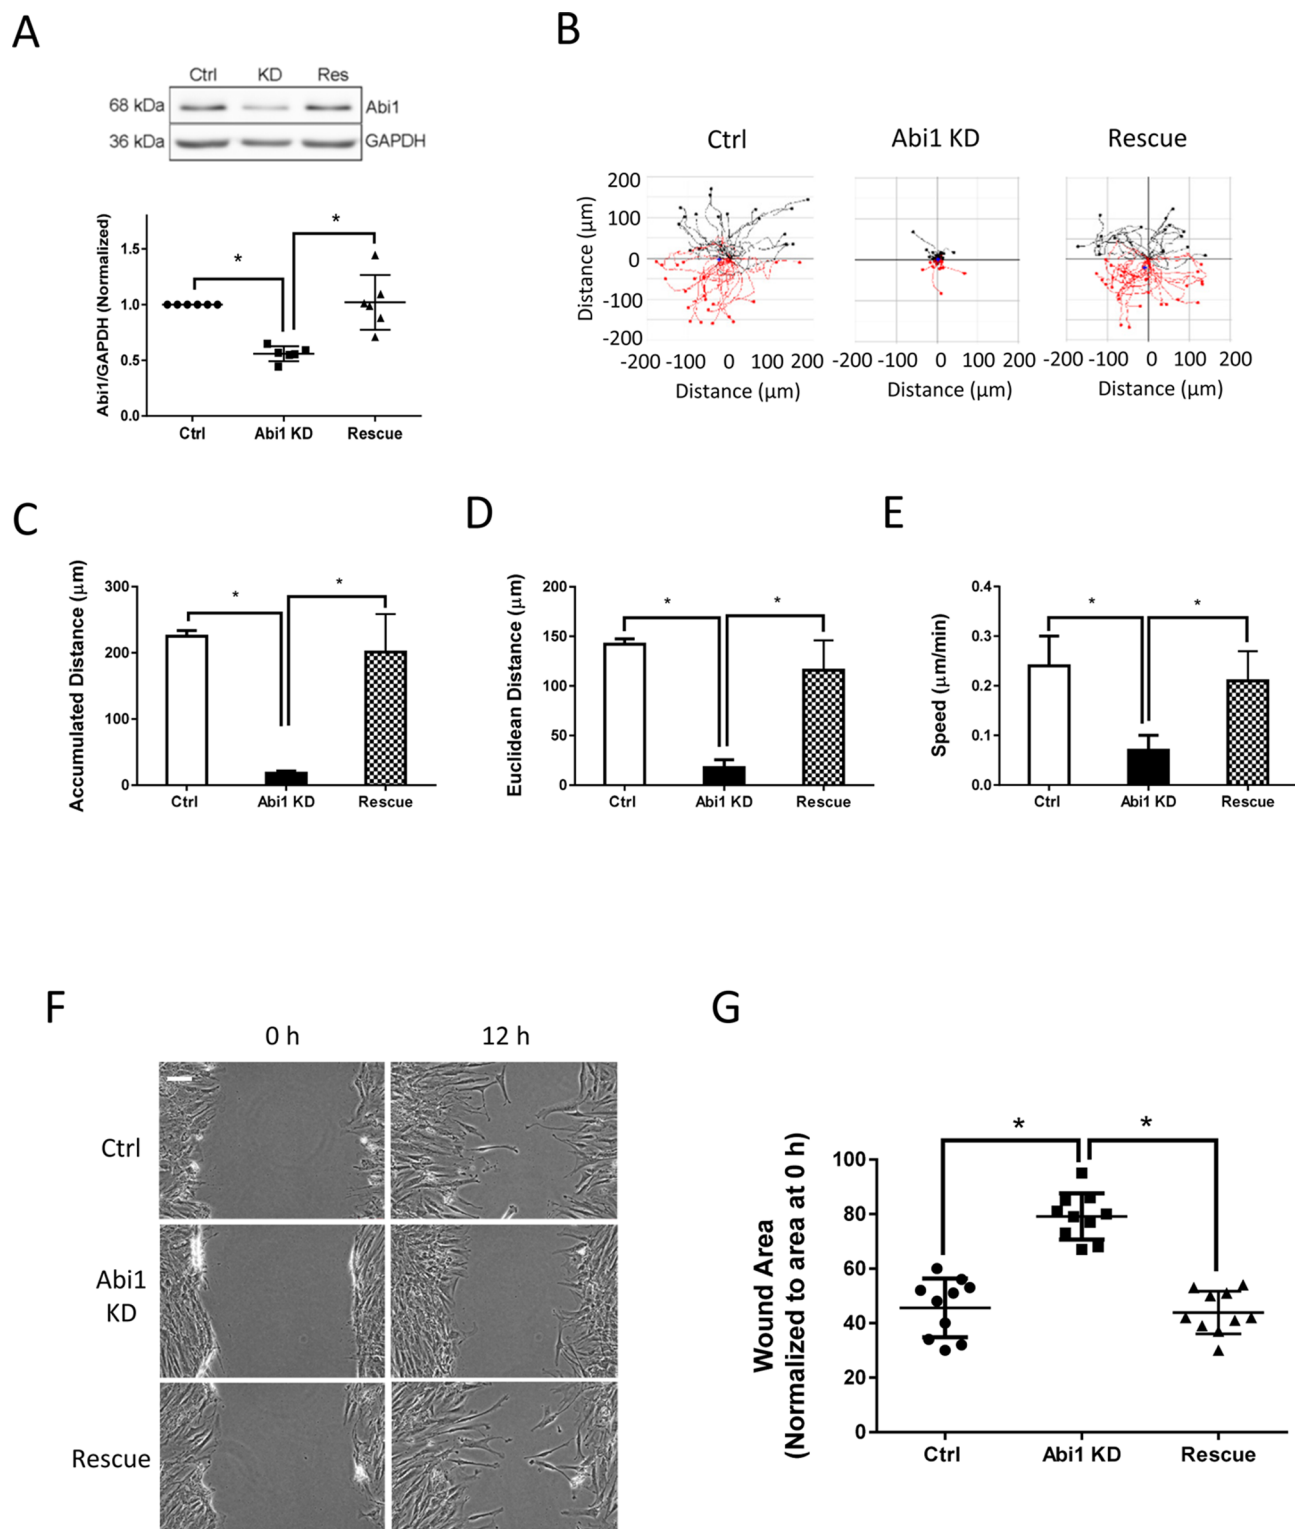 A
Ctrl KD Res
68 kDa Abi1
36 kDa GAPDH
Abi1/GAPDH (Normalized)
1.5
1.0
0.5
0.0
*
*
Ctrl Abi1 KD Rescue
B
Ctrl Abi1 KD Rescue
Distance (μm)
200
100
0
-100
-200
-200 -100 0 100 200
-200 -100 0 100 200
-200 -100 0 100 200
Distance (μm) Distance (μm) Distance (μm)
C
Accumulated Distance (μm)
300
200
100
0
*
*
Ctrl Abi1 KD Rescue
D
Euclidean Distance (μm)
200
150
100
50
0
*
*
Ctrl Abi1 KD Rescue
E
Speed (μm/min)
0.4
0.3
0.2
0.1
0.0
*
*
Ctrl Abi1 KD Rescue
F
0 h 12 h
Ctrl
Abi1
KD
Rescue
G
Wound Area
(Normalized to area at 0 h)
100
80
60
40
20
0
*
*
Ctrl Abi1 KD Rescue